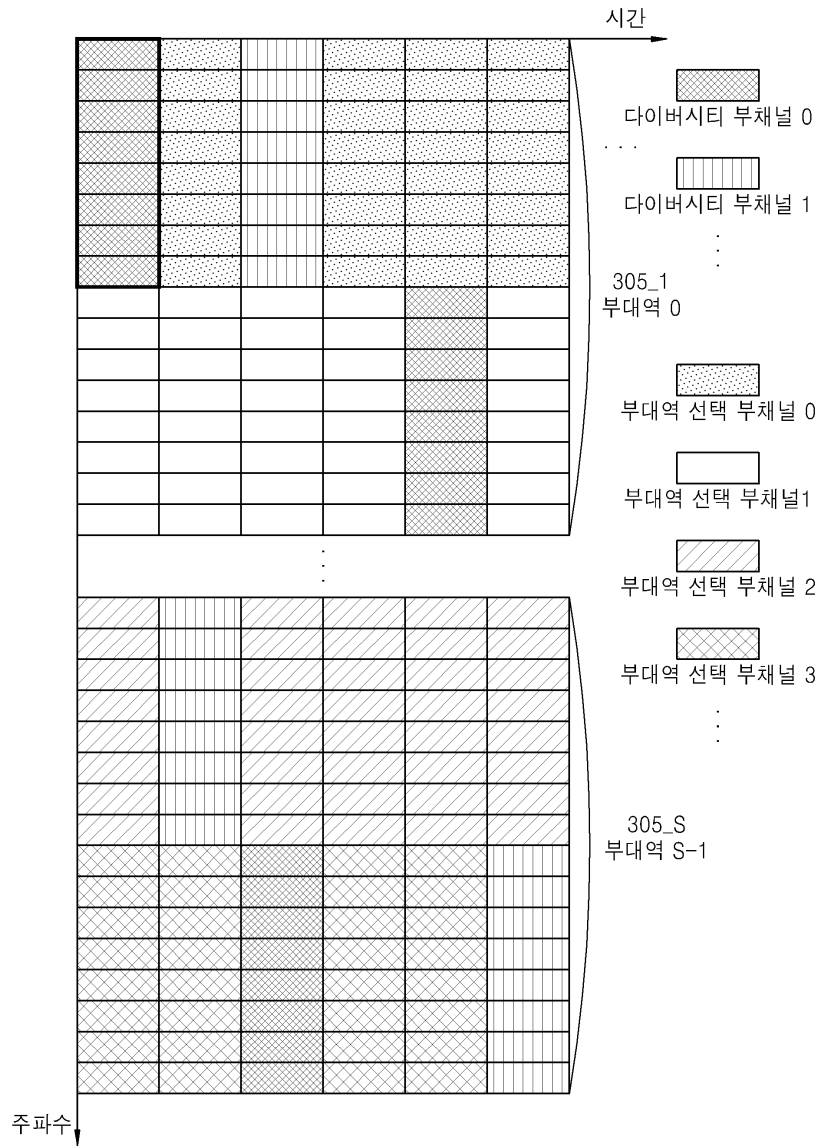 시간
다이버시티 부채널 0
. . .
다이버시티 부채널 1
305_1
부대역 0
부대역 선택 부채널 0
부대역 선택 부채널1
부대역 선택 부채널 2
부대역 선택 부채널 3
305_S
부대역 S-1
주파수